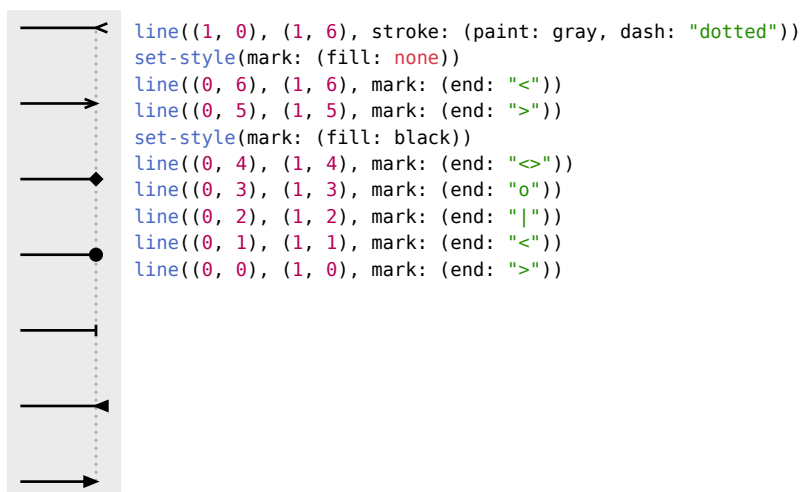 line((1, 0), (1, 6), stroke: (paint: gray, dash: "dotted"))
set-style(mark: (fill: none))
line((0, 6), (1, 6), mark: (end: "<"))
line((0, 5), (1, 5), mark: (end: ">"))
set-style(mark: (fill: black))
line((0, 4), (1, 4), mark: (end: "<>"))
line((0, 3), (1, 3), mark: (end: "o"))
line((0, 2), (1, 2), mark: (end: "|"))
line((0, 1), (1, 1), mark: (end: "<"))
line((0, 0), (1, 0), mark: (end: ">"))